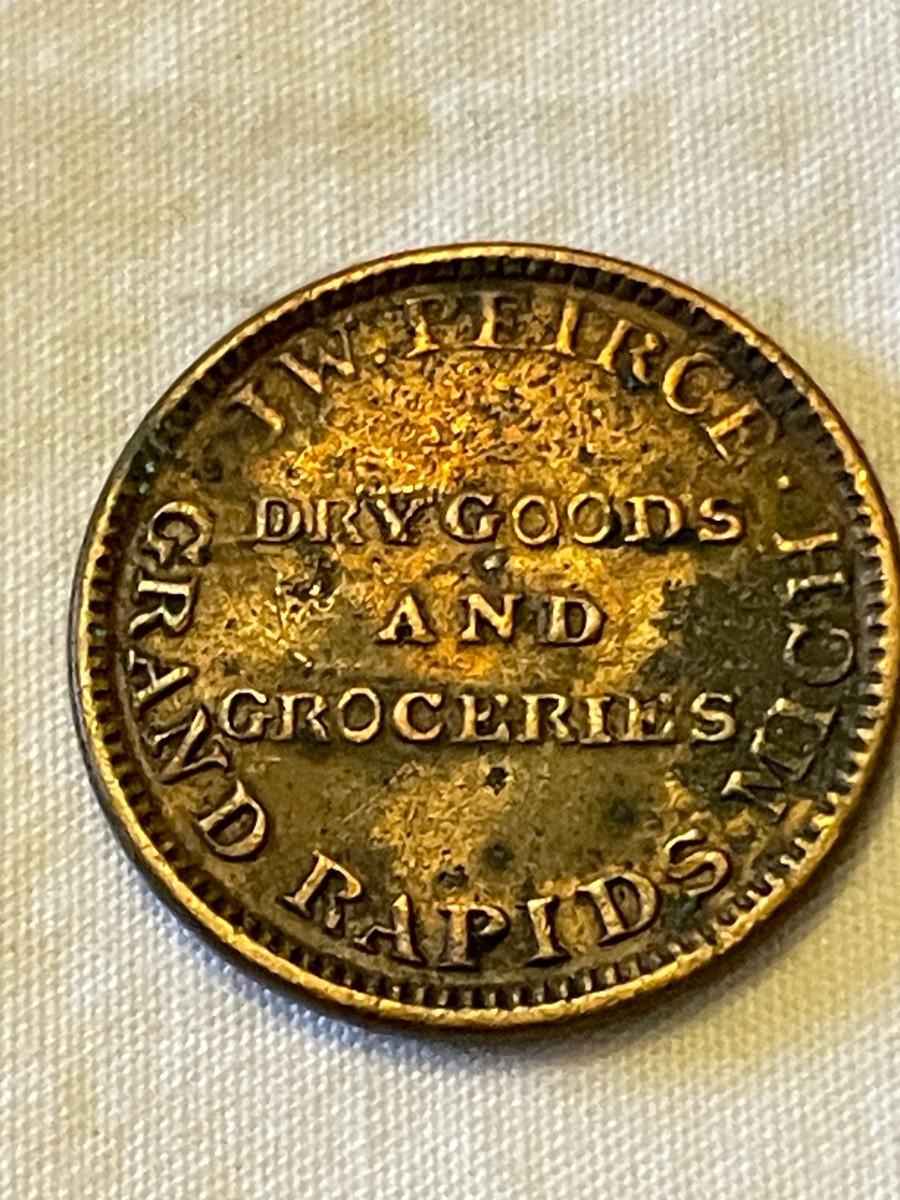 J.W. PEIRCE.
DRY GOODS
AND
GROCERIES
GRAND RAPIDS MICH